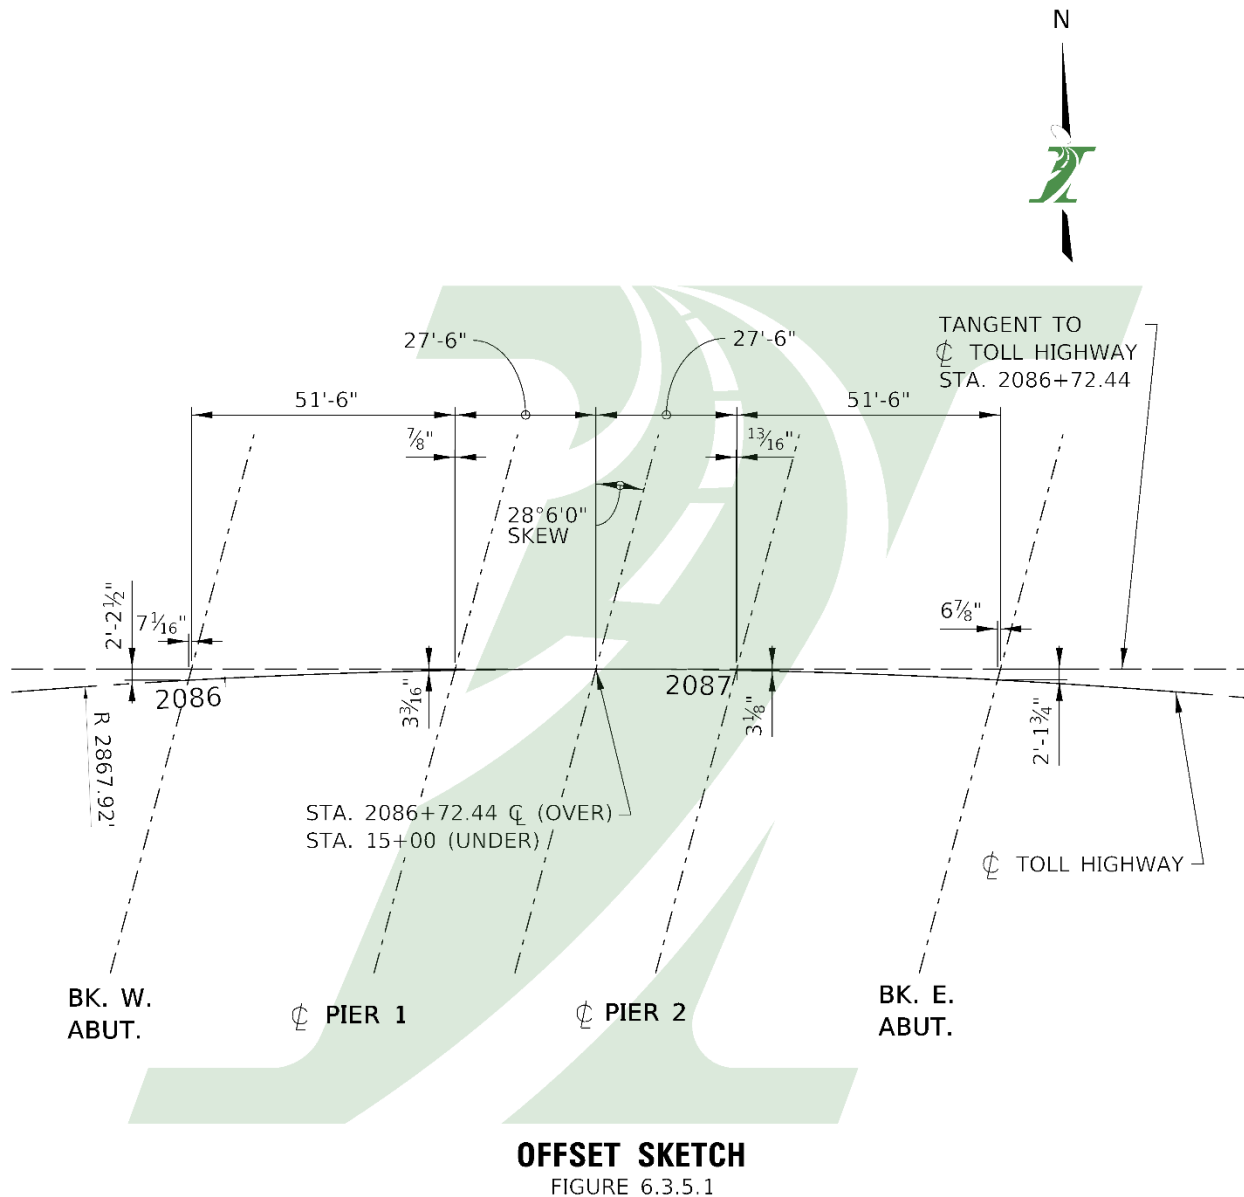 N
TANGENT TO
℄ TOLL HIGHWAY
STA. 2086+72.44
27'-6"
27'-6"
51'-6"
51'-6"
⅞"
13/16"
28°6'0"
SKEW
2'-2½"
7 1/16"
6⅞"
2086
2087
3 3/16"
3⅛"
2'-1¾"
R 2867.92'
STA. 2086+72.44 ℄ (OVER)
STA. 15+00 (UNDER)
℄ TOLL HIGHWAY
BK. W.
ABUT.
℄ PIER 1
℄ PIER 2
BK. E.
ABUT.
OFFSET SKETCH
FIGURE 6.3.5.1